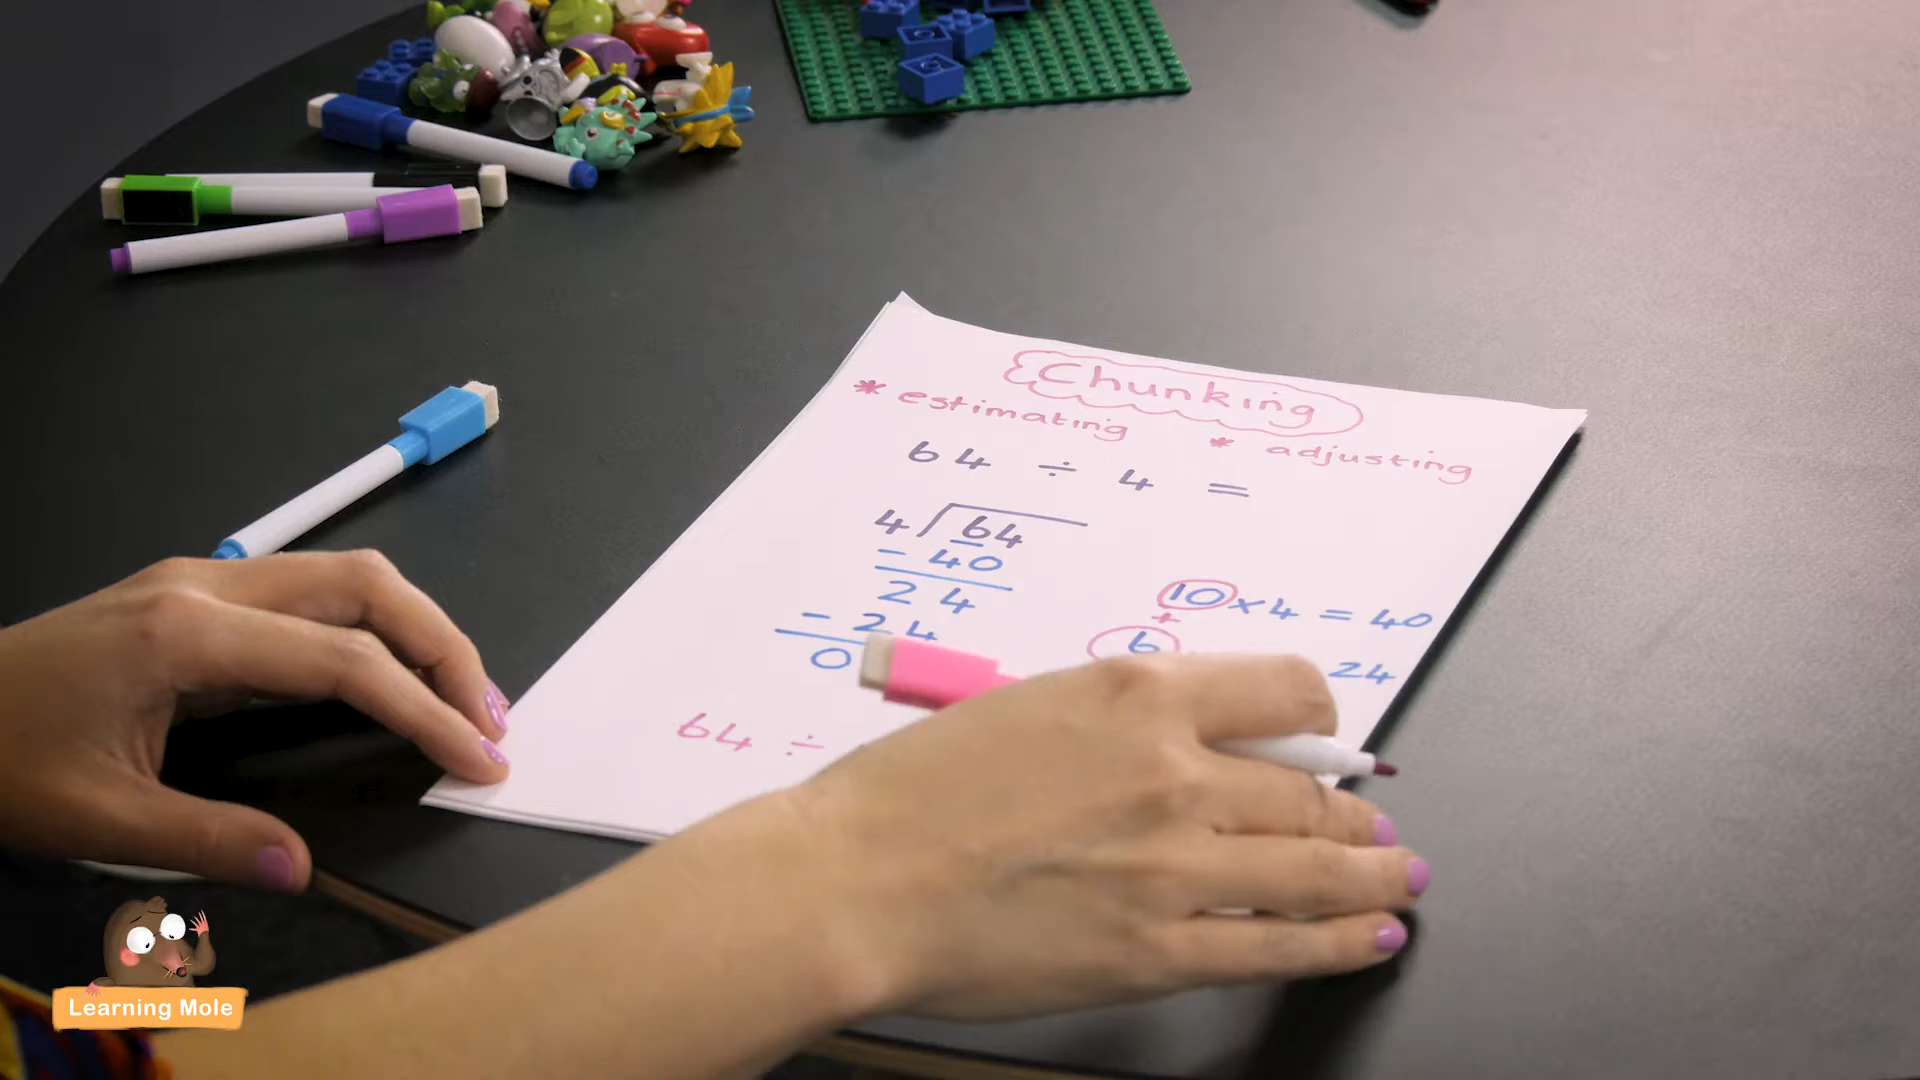 Chunking
* estimating * adjusting
64 ÷ 4 =
4 64
- 40
24
- 24
0
10 x 4 = 40
+
6 24
64 ÷
Learning Mole